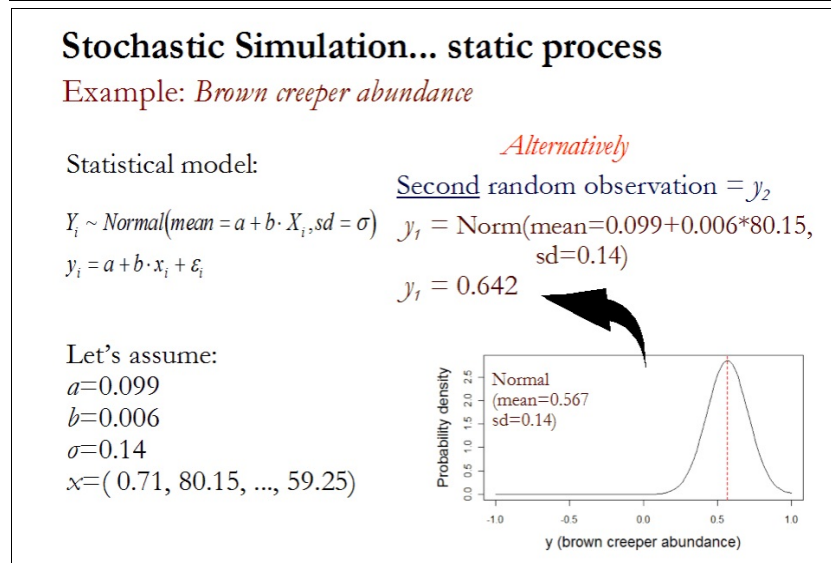 Stochastic Simulation... static process
Example: Brown creeper abundance
Statistical model:
Yᵢ ~ Normal(mean = a + b· Xᵢ,sd = σ)
yᵢ = a + b·xᵢ + εᵢ
Let's assume:
a=0.099
b=0.006
σ=0.14
x=( 0.71, 80.15, ..., 59.25)
Alternatively
Second random observation = y₂
y₁ = Norm(mean=0.099+0.006*80.15,
sd=0.14)
y₁ = 0.642
Probability density
2.5
2.0
1.5
1.0
0.5
0.0
Normal
(mean=0.567
sd=0.14)
-1.0 -0.5 0.0 0.5 1.0
y (brown creeper abundance)